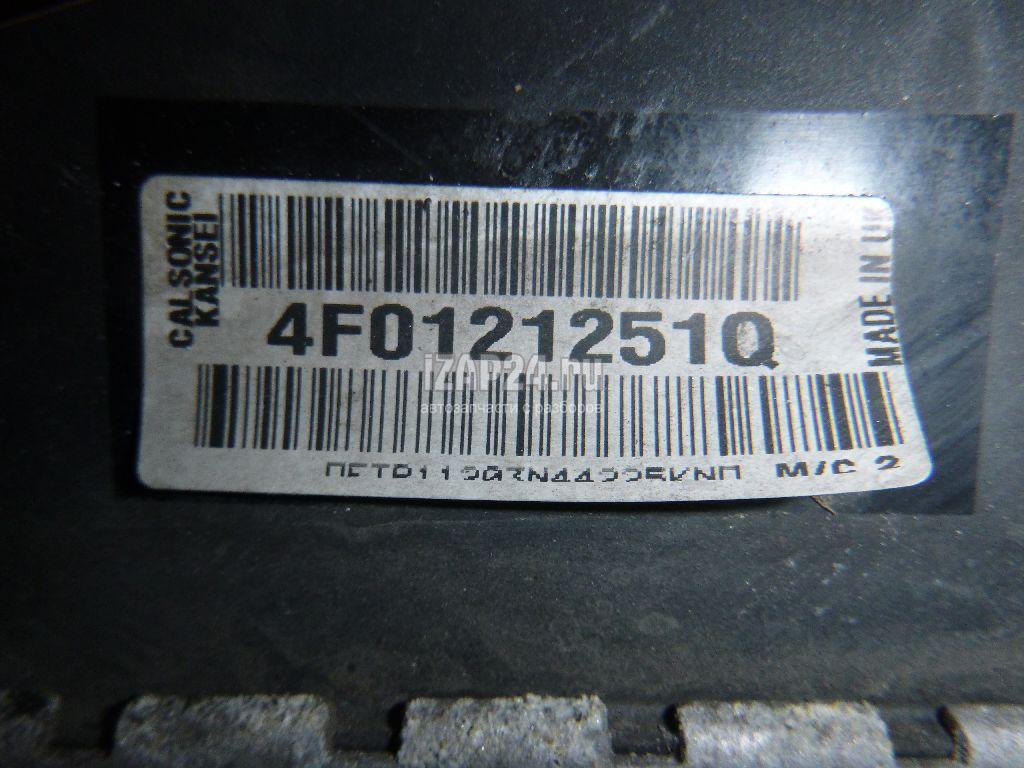 CALSONIC
KANSEI
4F0121251Q
MADE IN UK
iZAP24.ru
автозапчасти с разборов
M/C 2